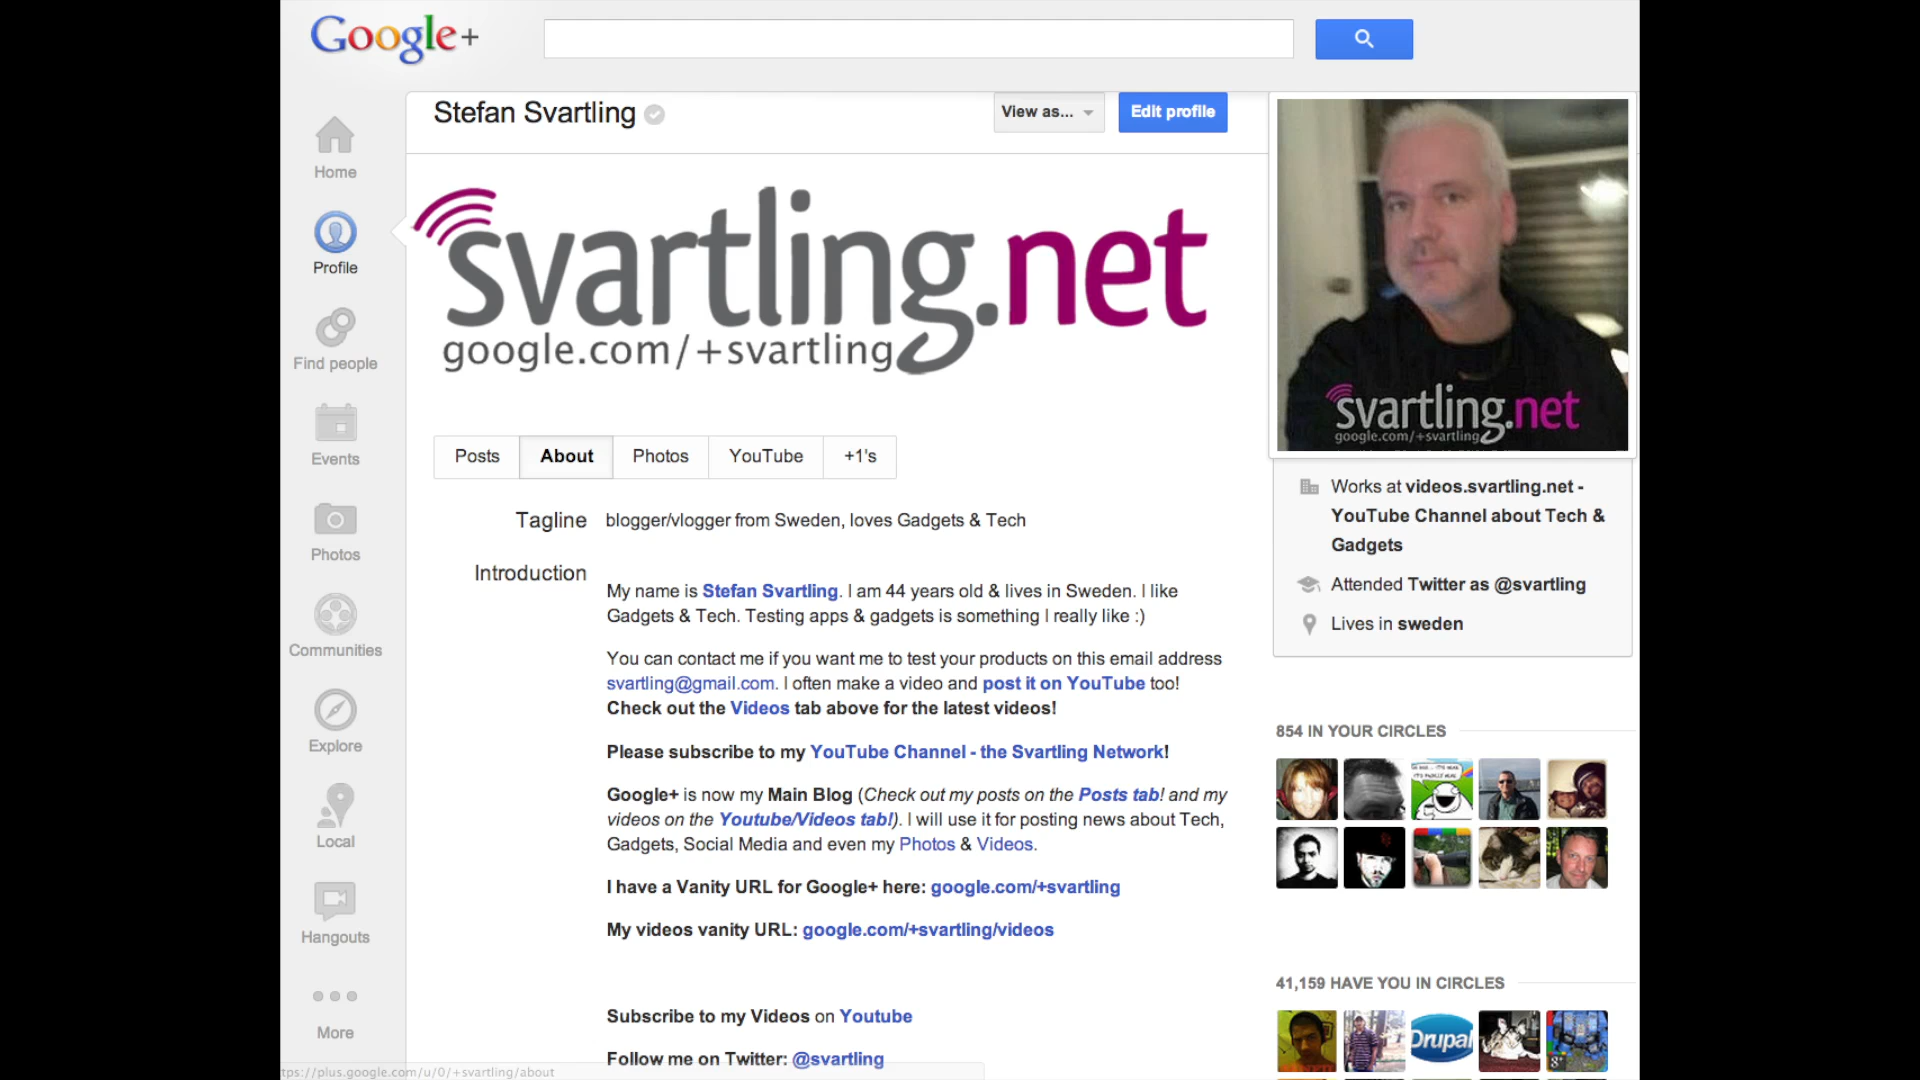 Google+
Stefan Svartling
View as...
Edit profile
Home
Profile
Find people
Events
Photos
Communities
Explore
Local
Hangouts
More
svartling.net
google.com/+svartling
Posts
About
Photos
YouTube
+1's
Tagline
blogger/vlogger from Sweden, loves Gadgets & Tech
Introduction
My name is Stefan Svartling. I am 44 years old & lives in Sweden. I like
Gadgets & Tech. Testing apps & gadgets is something I really like :)
You can contact me if you want me to test your products on this email address
svartling@gmail.com. I often make a video and post it on YouTube too!
Check out the Videos tab above for the latest videos!
Please subscribe to my YouTube Channel - the Svartling Network!
Google+ is now my Main Blog (Check out my posts on the Posts tab! and my
videos on the Youtube/Videos tab!). I will use it for posting news about Tech,
Gadgets, Social Media and even my Photos & Videos.
I have a Vanity URL for Google+ here: google.com/+svartling
My videos vanity URL: google.com/+svartling/videos
Subscribe to my Videos on Youtube
Follow me on Twitter: @svartling
svartling.net
google.com/+svartling
Works at videos.svartling.net -
YouTube Channel about Tech &
Gadgets
Attended Twitter as @svartling
Lives in sweden
854 IN YOUR CIRCLES
41,159 HAVE YOU IN CIRCLES
Drupal
g+
tps://plus.google.com/u/0/+svartling/about